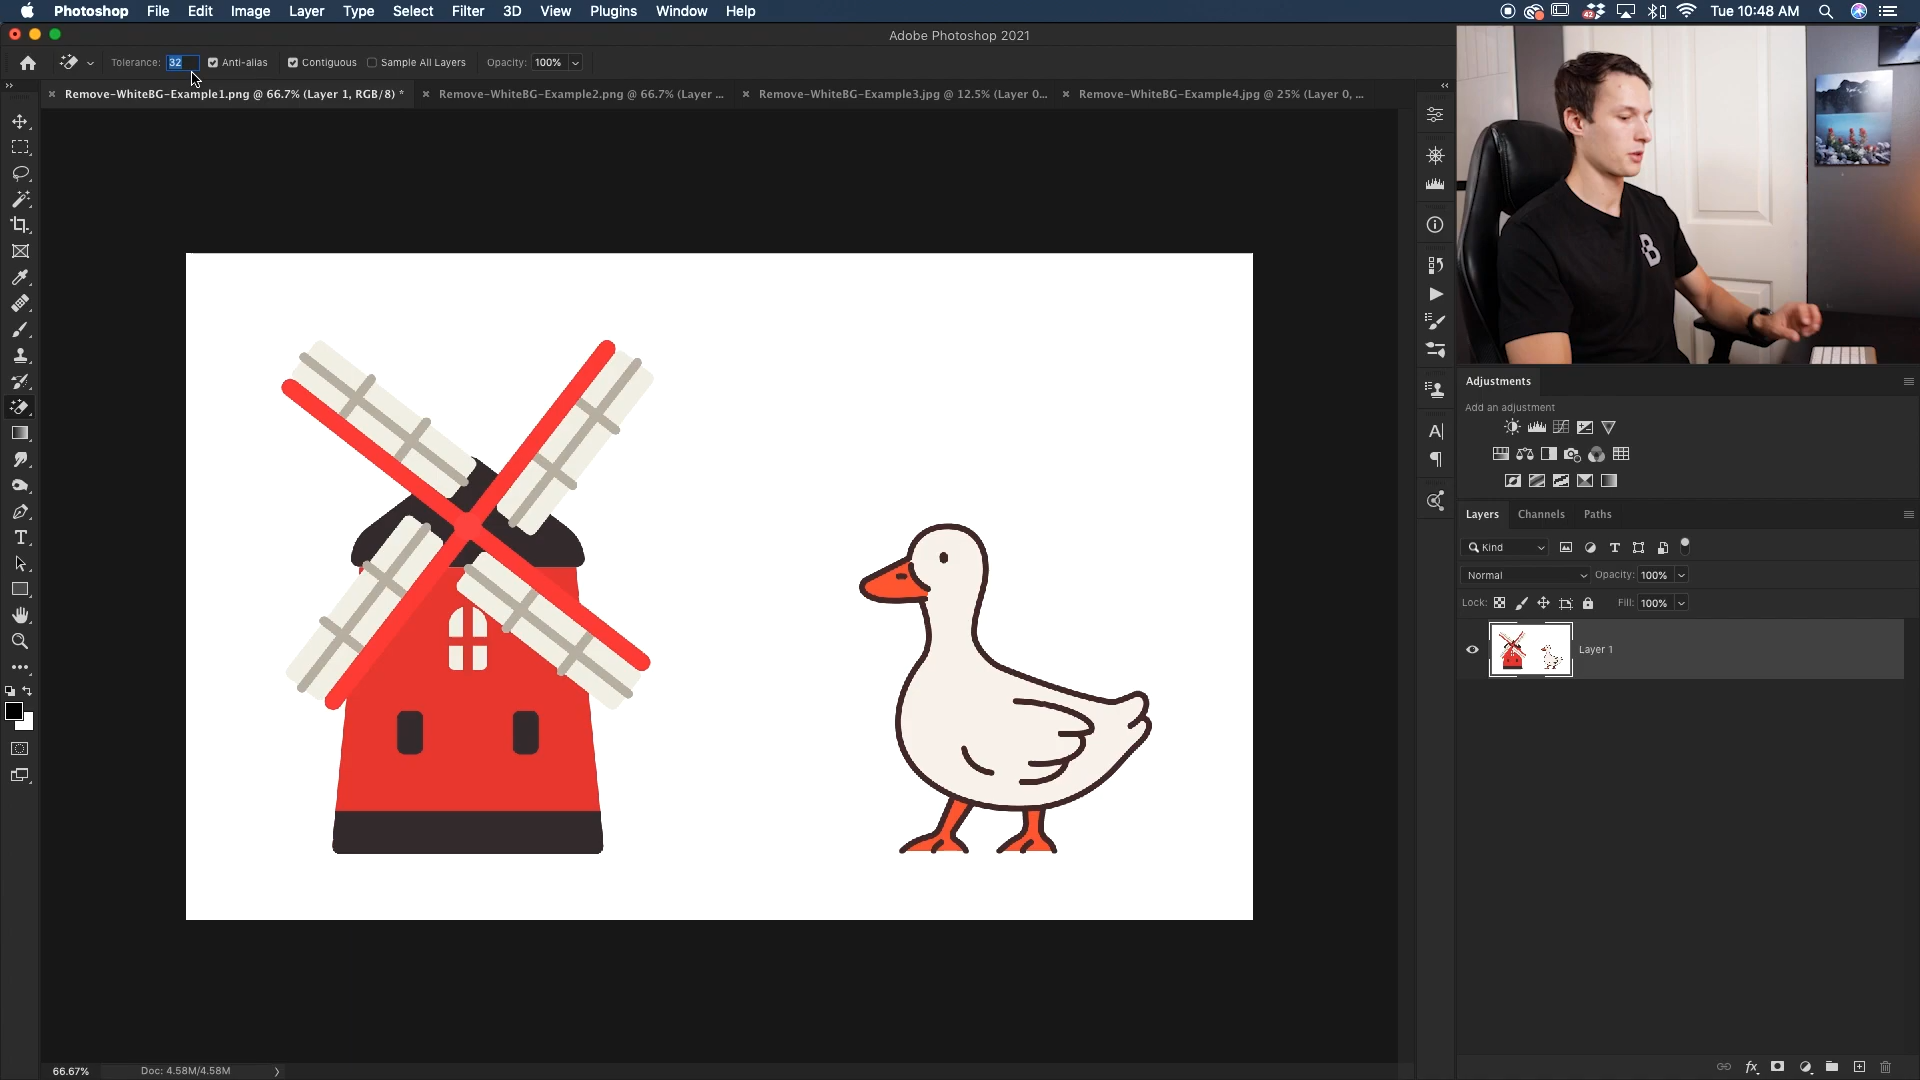 Photoshop File Edit Image Layer Type Select Filter 3D View Plugins Window Help
42 Tue 10:48 AM
Adobe Photoshop 2021
Tolerance: 32 Anti-alias Contiguous Sample All Layers Opacity: 100%
Remove-WhiteBG-Example1.png @ 66.7% (Layer 1, RGB/8) * Remove-WhiteBG-Example2.png @ 66.7% (Layer ... Remove-WhiteBG-Example3.jpg @ 12.5% (Layer 0... Remove-WhiteBG-Example4.jpg @ 25% (Layer 0, ...
B
Adjustments
Add an adjustment
Layers Channels Paths
Kind
Normal Opacity: 100%
Lock: Fill: 100%
Layer 1
66.67% Doc: 4.58M/4.58M